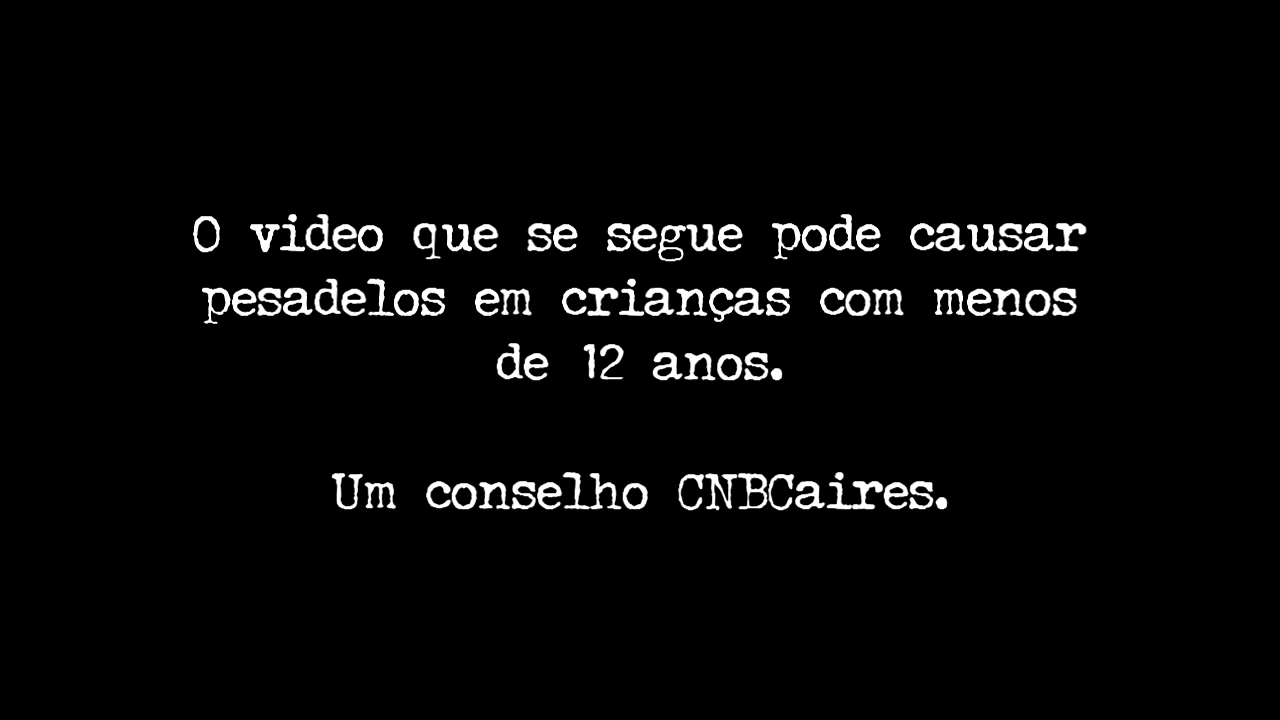 O video que se segue pode causar
pesadelos em crianças com menos
de 12 anos.
Um conselho CNBCaires.